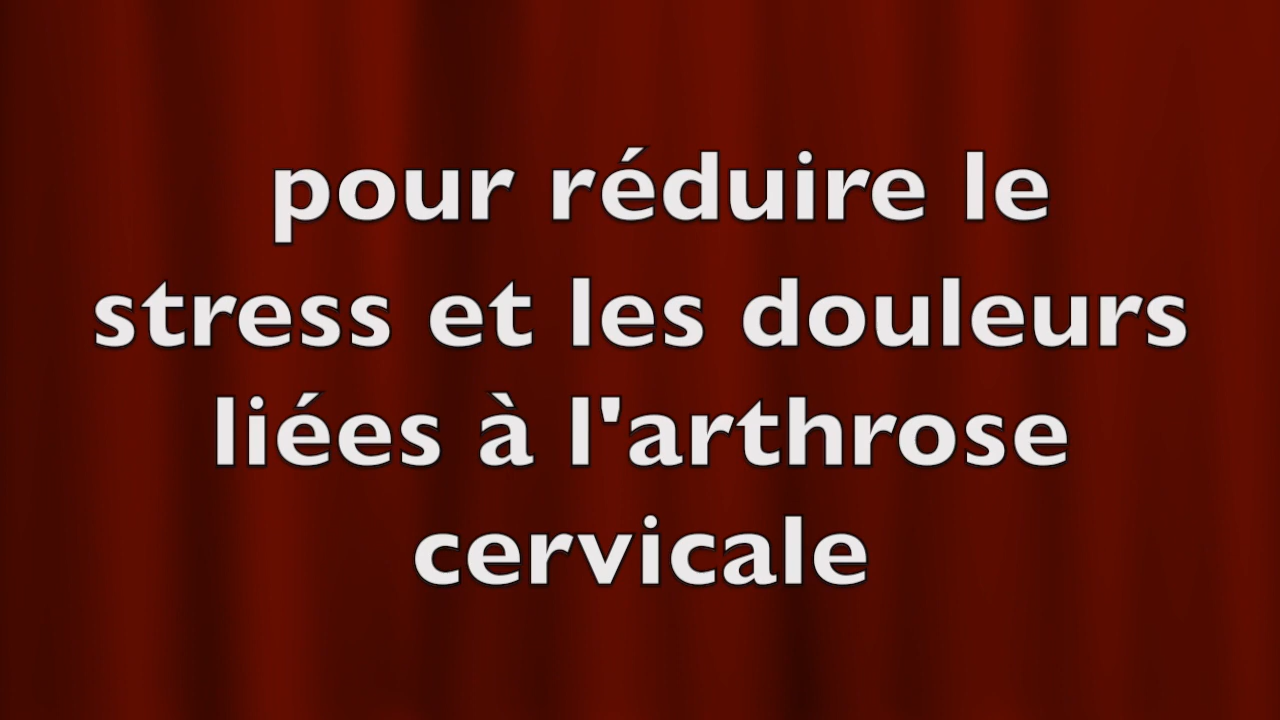 pour réduire le
stress et les douleurs
liées à l'arthrose
cervicale